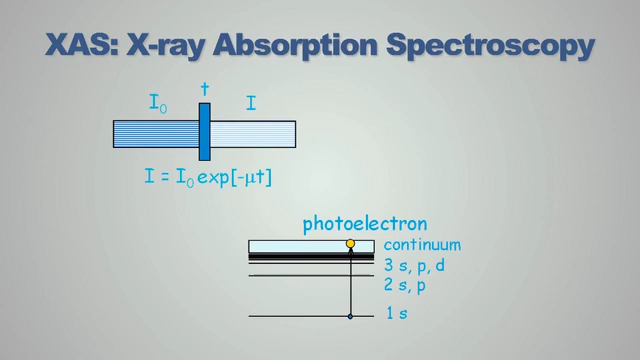 XAS: X-ray Absorption Spectroscopy
I₀ t I
I = I₀ exp[-μt]
photoelectron
continuum
3 s, p, d
2 s, p
1 s